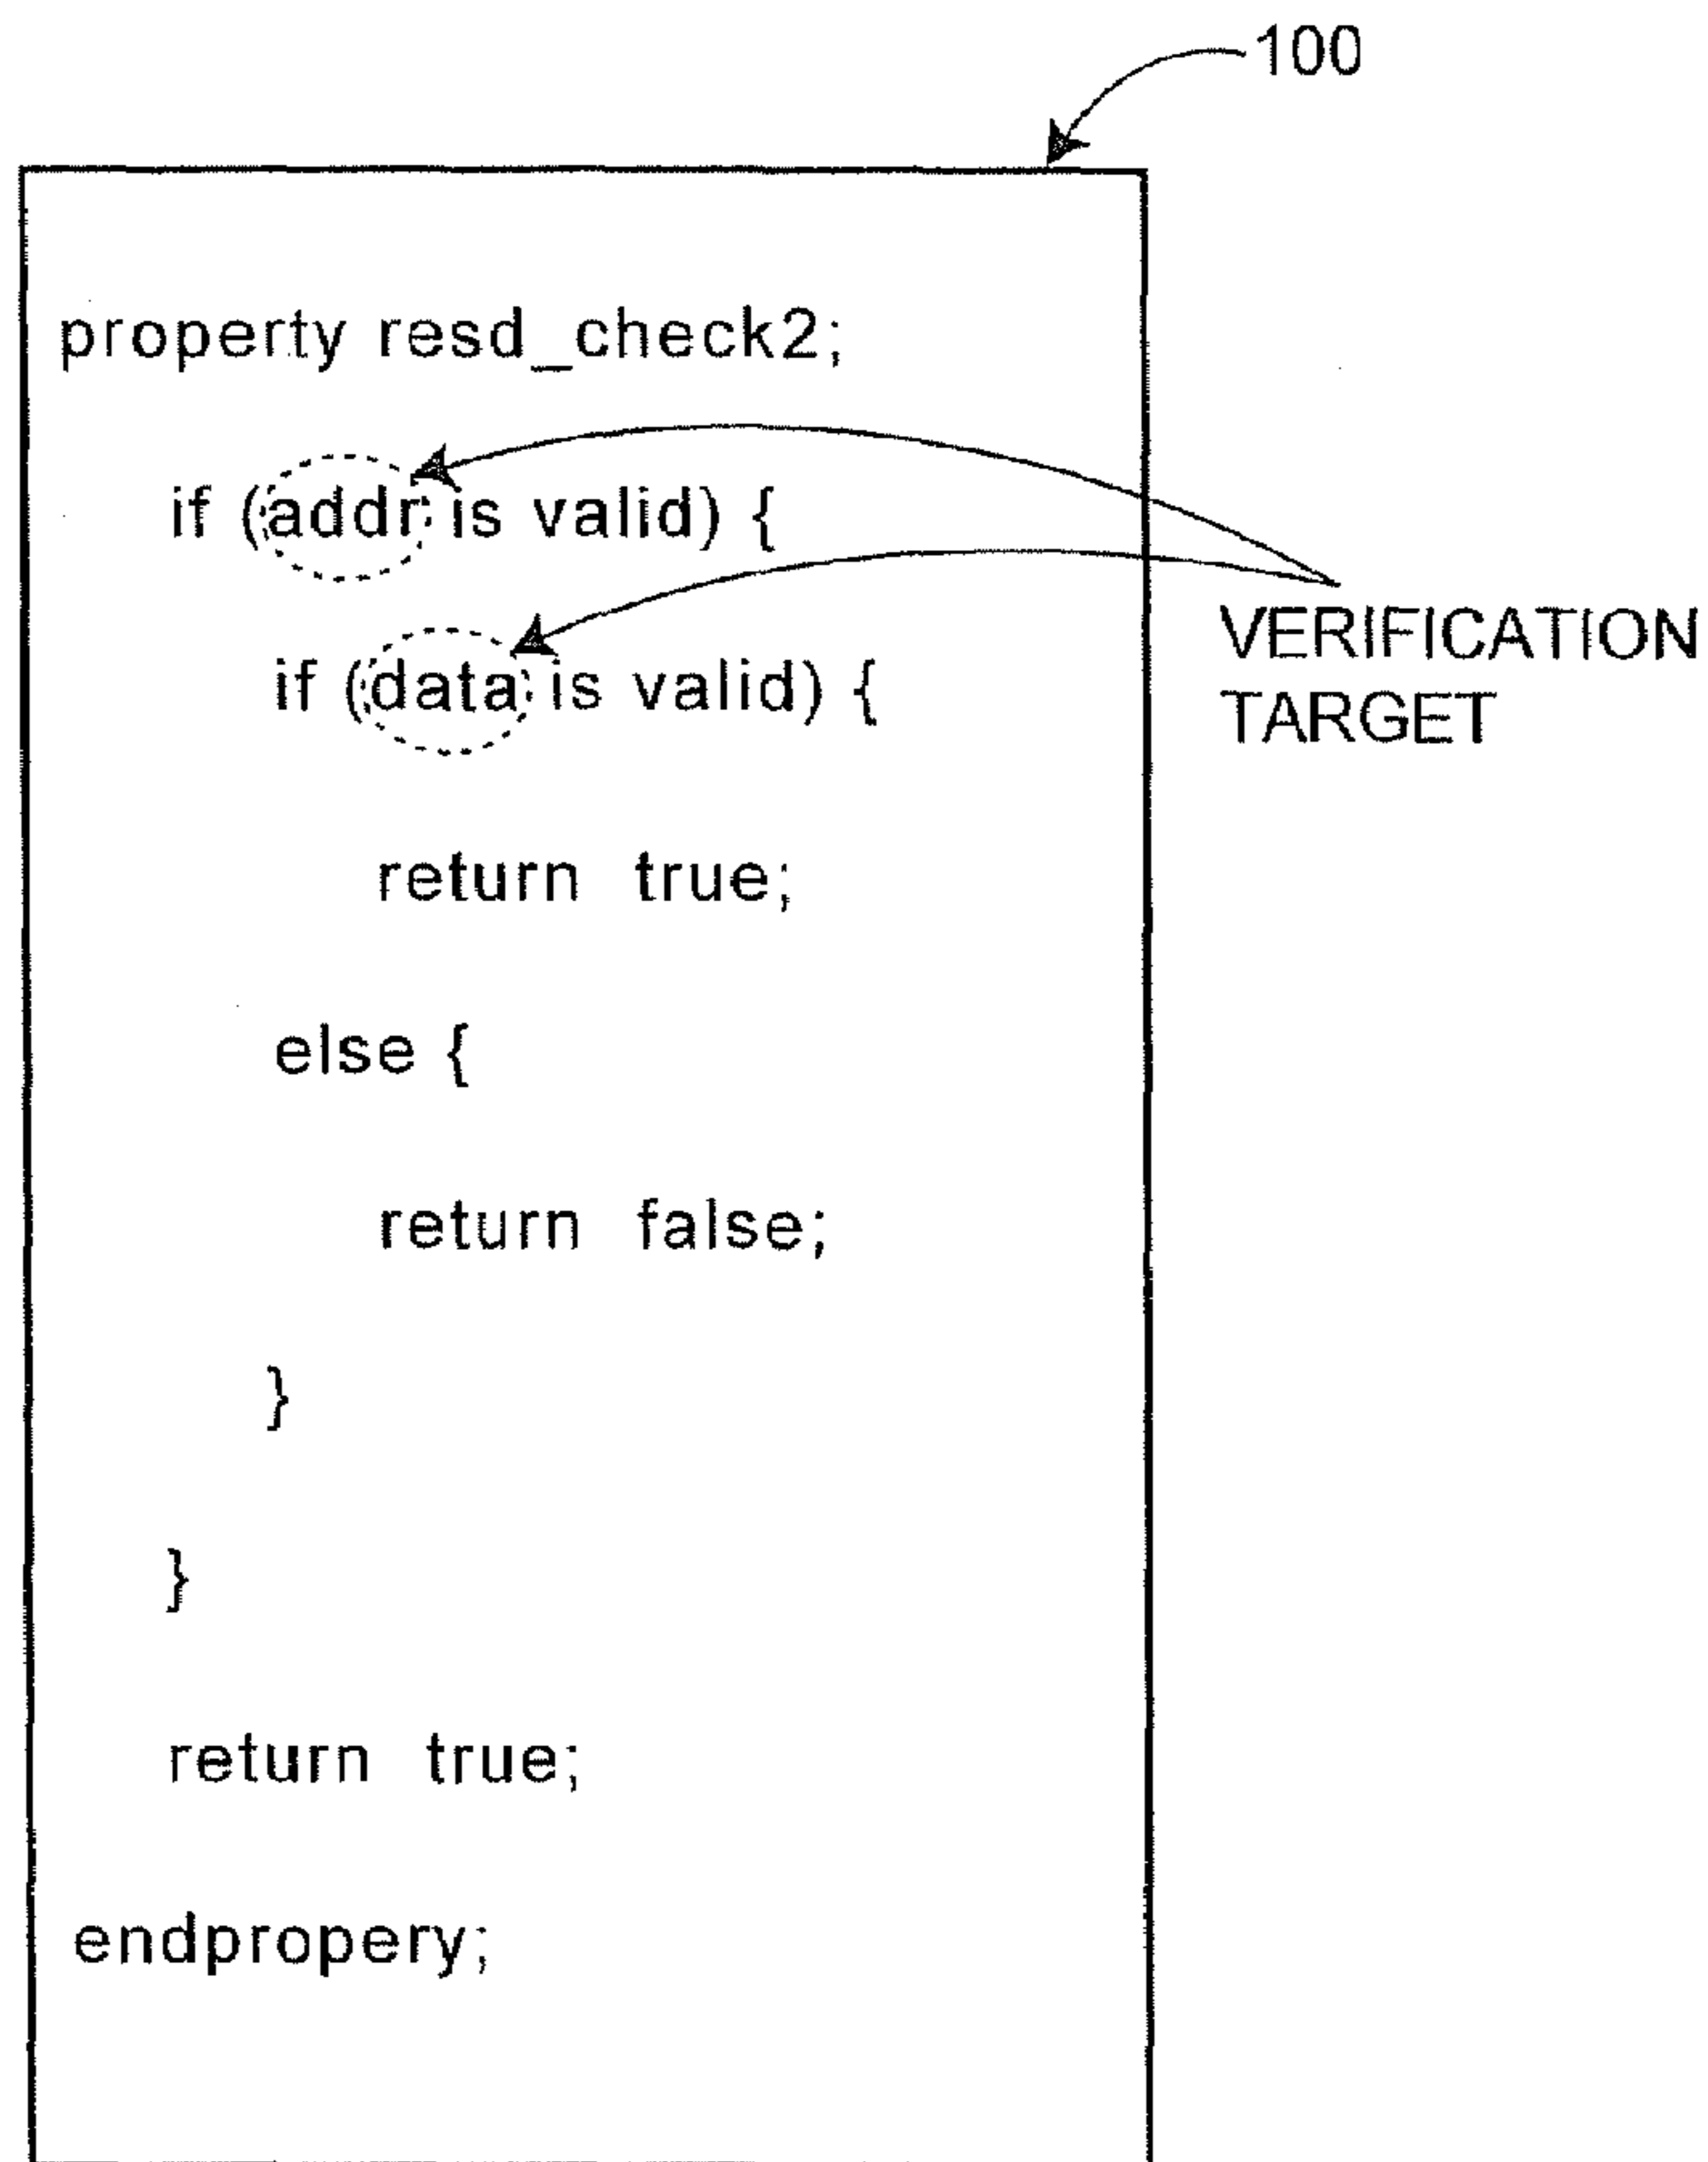 100
property resd_check2;
if (addr is valid) {
if (data is valid) {
VERIFICATION
TARGET
return true;
else {
return false;
}
}
return true;
endpropery;